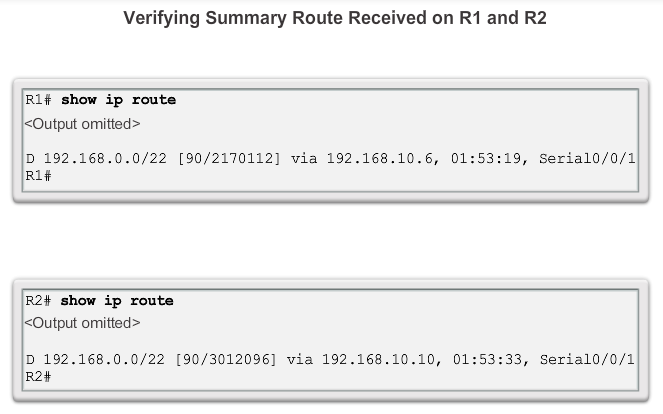 Verifying Summary Route Received on R1 and R2
R1# show ip route
<Output omitted>
D 192.168.0.0/22 [90/2170112] via 192.168.10.6, 01:53:19, Serial0/0/1
R1#
R2# show ip route
<Output omitted>
D 192.168.0.0/22 [90/3012096] via 192.168.10.10, 01:53:33, Serial0/0/1
R2#